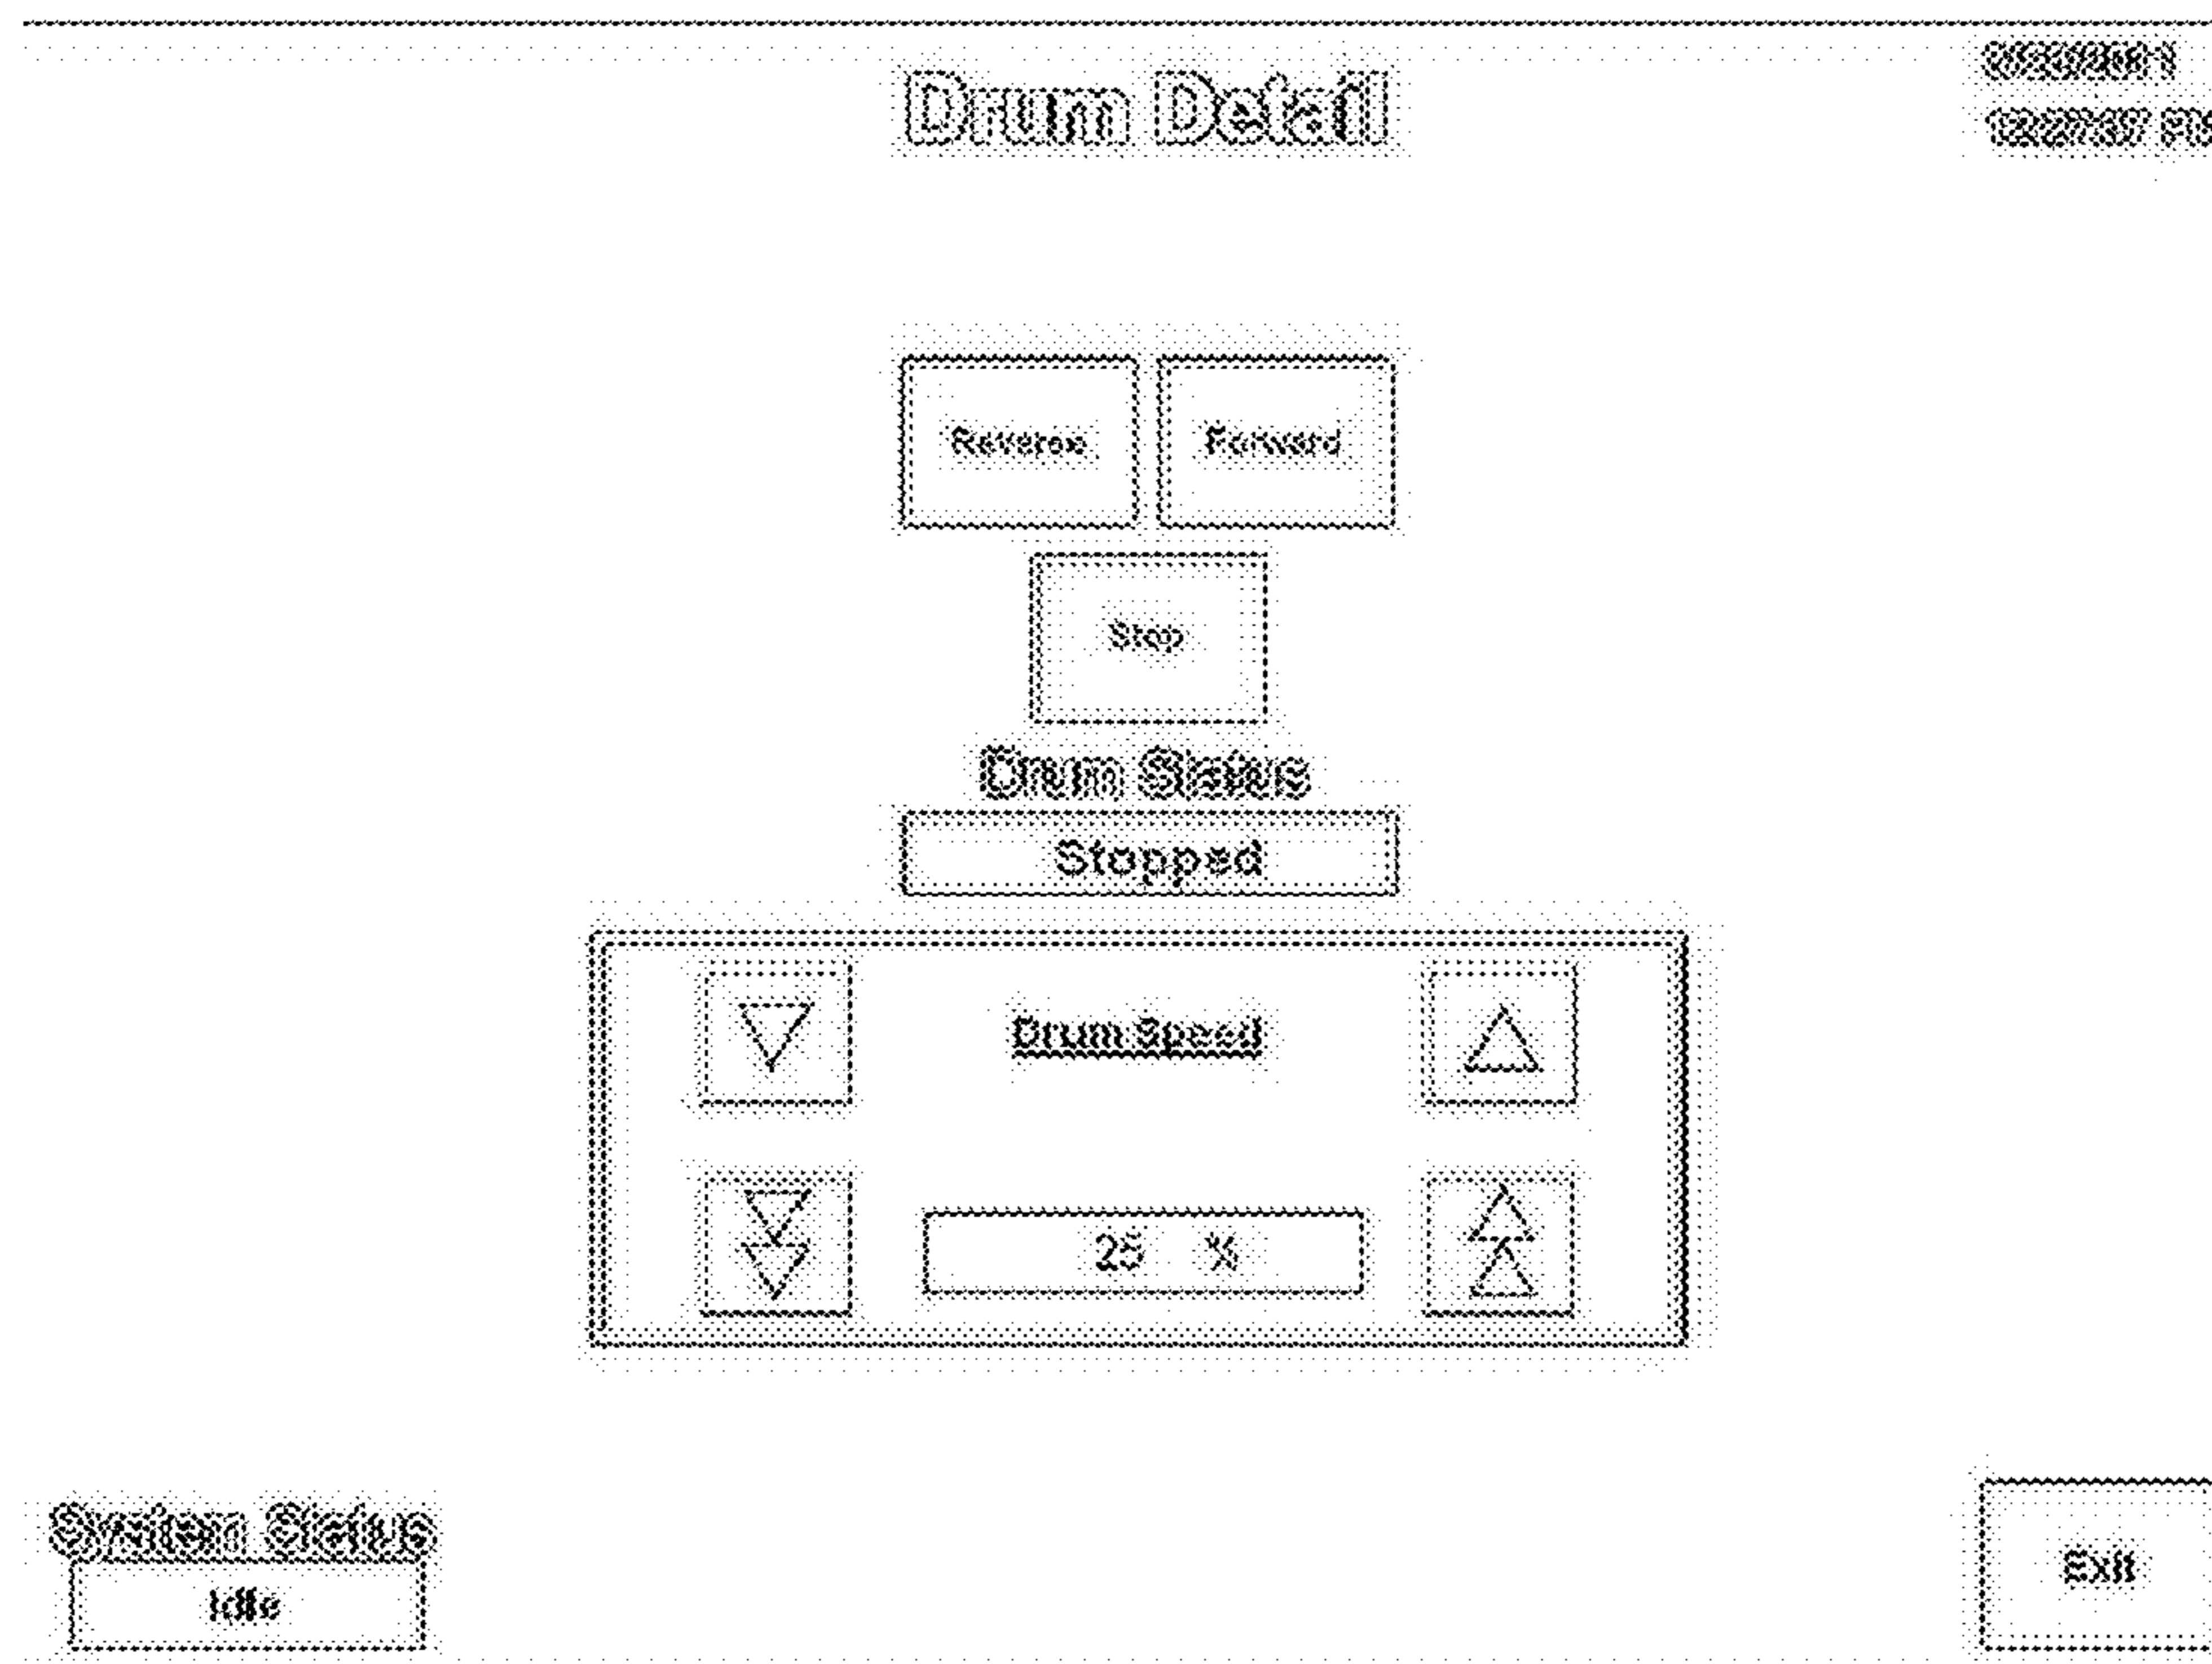 Drum Detail
Reverse Forward
Stop
Drum Status
Stopped
Drum Speed
25 %
System Status
Idle
Exit